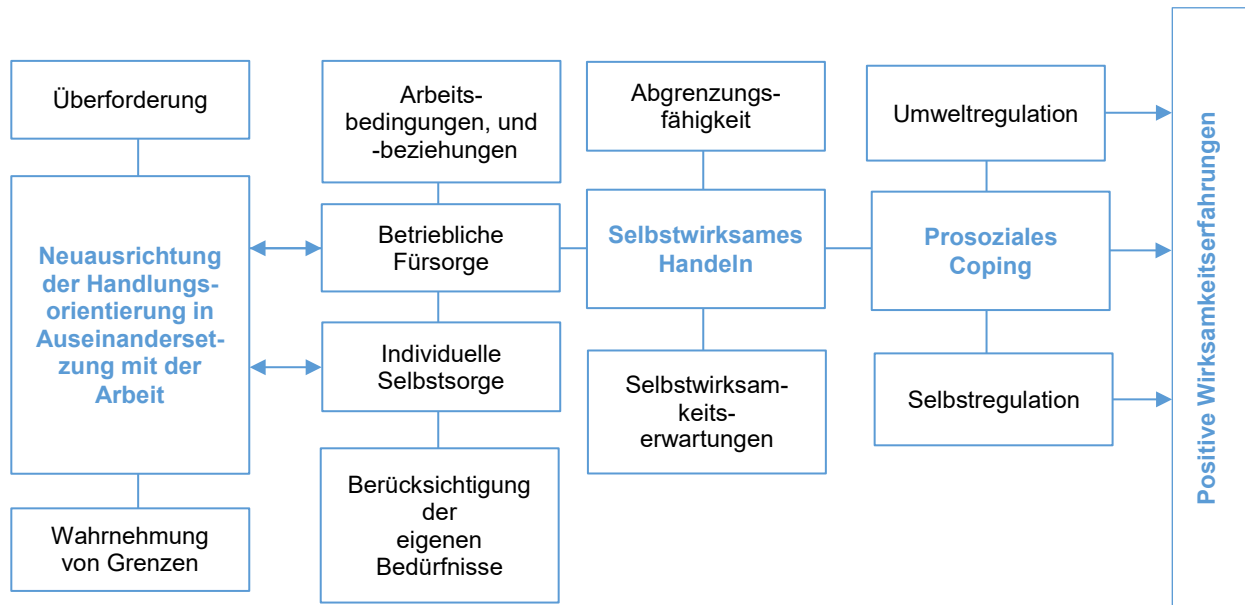 Überforderung
Neuausrichtung
der Handlungs-
orientierung in
Auseinanderset-
zung mit der
Arbeit
Wahrnehmung
von Grenzen
Arbeits-
bedingungen, und
-beziehungen
Betriebliche
Fürsorge
Individuelle
Selbstsorge
Berücksichtigung
der
eigenen
Bedürfnisse
Abgrenzungs-
fähigkeit
Selbstwirksames
Handeln
Selbstwirksam-
keits-
erwartungen
Umweltregulation
Prosoziales
Coping
Selbstregulation
Positive Wirksamkeitserfahrungen